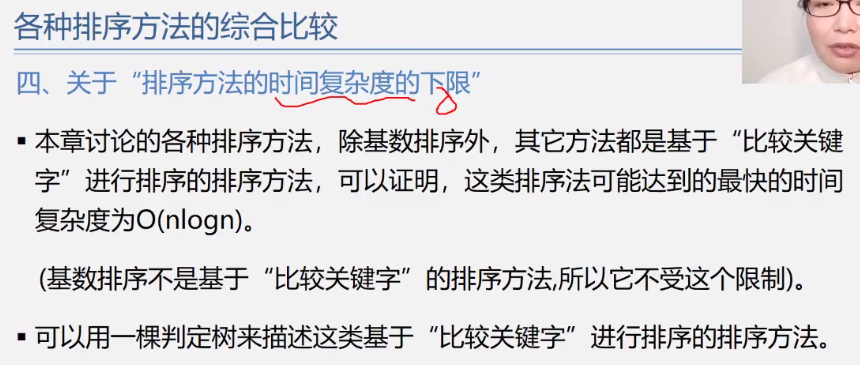 各种排序方法的综合比较
四、关于“排序方法的时间复杂度的下限”
▪ 本章讨论的各种排序方法，除基数排序外，其它方法都是基于“比较关键
字”进行排序的排序方法，可以证明，这类排序法可能达到的最快的时间
复杂度为O(nlogn)。
(基数排序不是基于“比较关键字”的排序方法,所以它不受这个限制)。
▪ 可以用一棵判定树来描述这类基于“比较关键字”进行排序的排序方法。